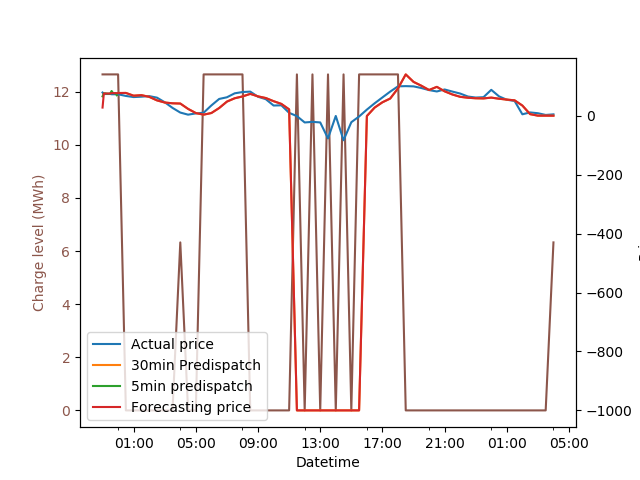 12
10
8
6
4
2
0
Charge level (MWh)
0
−200
−400
−600
−800
−1000
Actual price
30min Predispatch
5min predispatch
Forecasting price
01:00 05:00 09:00 13:00 17:00 21:00 01:00 05:00
Datetime